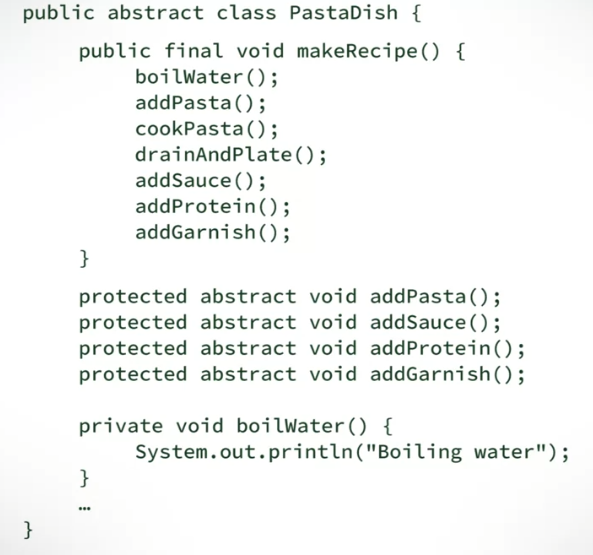 public abstract class PastaDish {
public final void makeRecipe() {
boilWater();
addPasta();
cookPasta();
drainAndPlate();
addSauce();
addProtein();
addGarnish();
}
protected abstract void addPasta();
protected abstract void addSauce();
protected abstract void addProtein();
protected abstract void addGarnish();
private void boilWater() {
System.out.println("Boiling water");
}
…
}